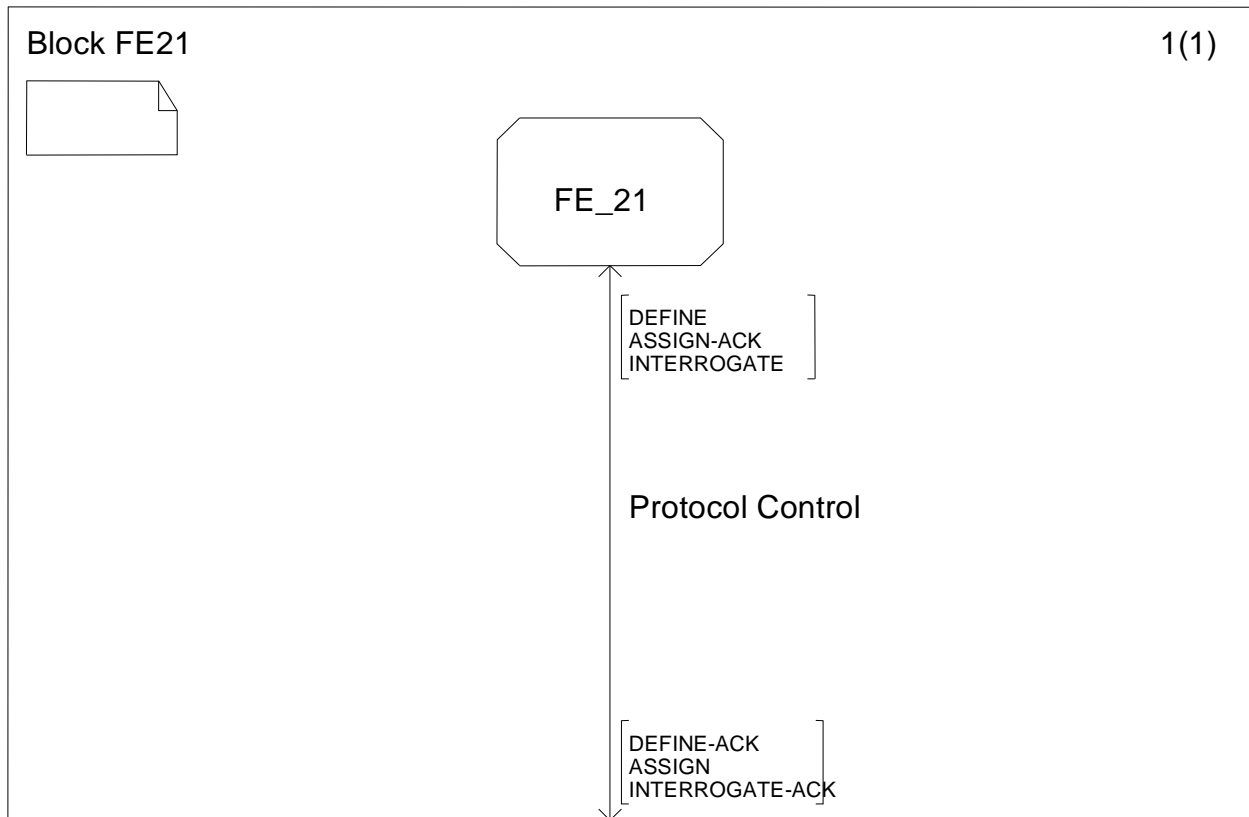 Block FE21
1(1)
FE_21
DEFINE
ASSIGN-ACK
INTERROGATE
Protocol Control
DEFINE-ACK
ASSIGN
INTERROGATE-ACK